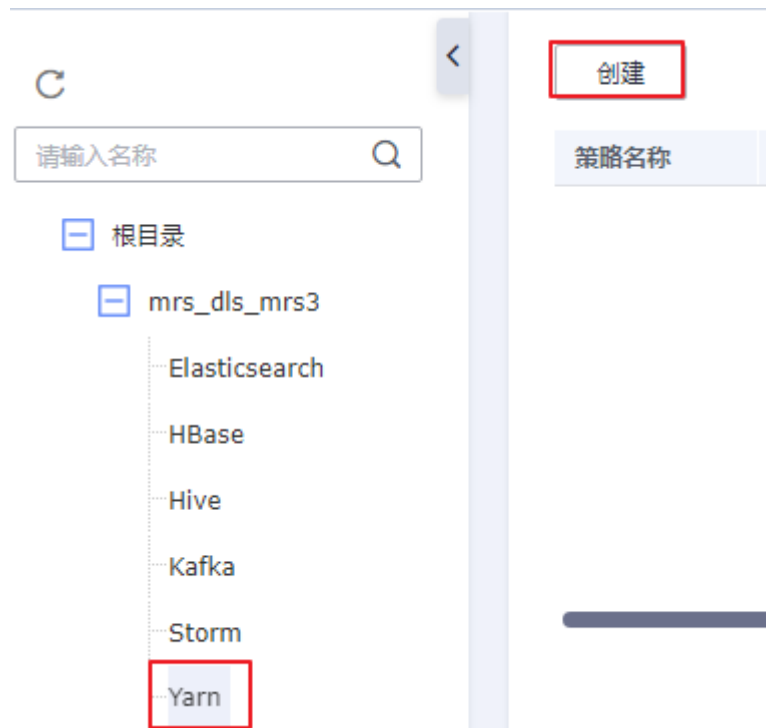 创建
请输入名称
策略名称
根目录
mrs_dls_mrs3
Elasticsearch
HBase
Hive
Kafka
Storm
Yarn